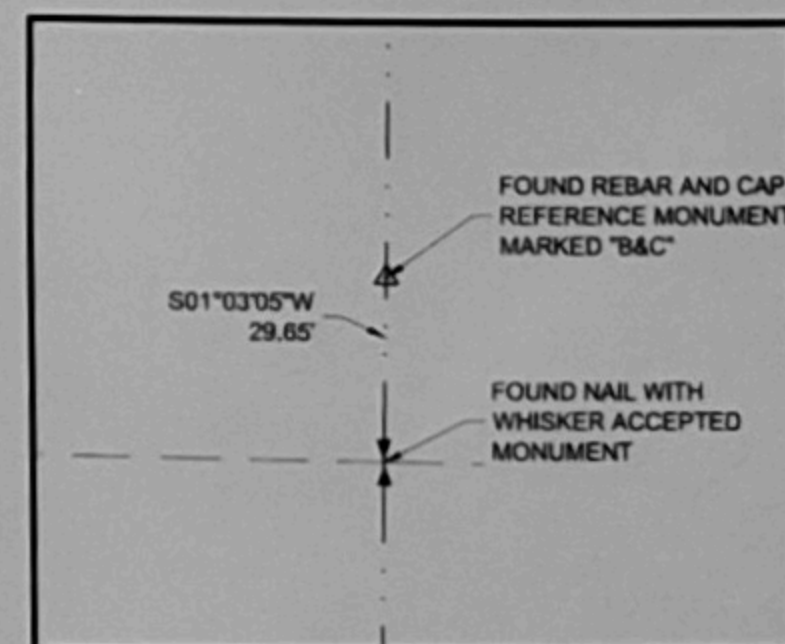 FOUND REBAR AND CAP
REFERENCE MONUMENT
MARKED "B&C"
S01°03'05"W
29.65'
FOUND NAIL WITH
WHISKER ACCEPTED
MONUMENT